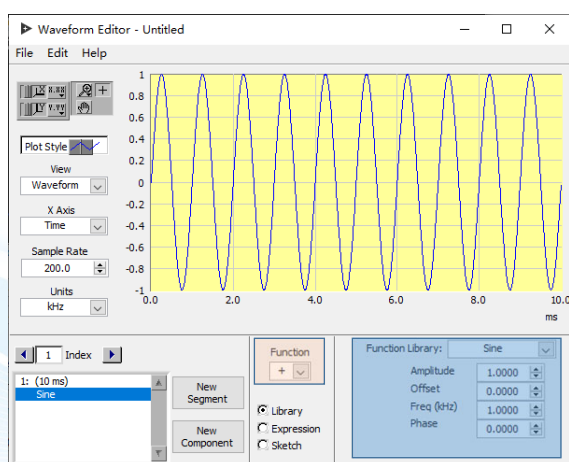 Waveform Editor - Untitled
File Edit Help
X.XX
Y.YY
Plot Style
View
Waveform
X Axis
Time
Sample Rate
200.0
Units
kHz
1
0.8
0.6
0.4
0.2
0
-0.2
-0.4
-0.6
-0.8
-1
0.0 2.0 4.0 6.0 8.0 10.0
ms
1 Index
1: (10 ms)
Sine
New
Segment
New
Component
Function
+
Library
Expression
Sketch
Function Library: Sine
Amplitude 1.0000
Offset 0.0000
Freq (kHz) 1.0000
Phase 0.0000